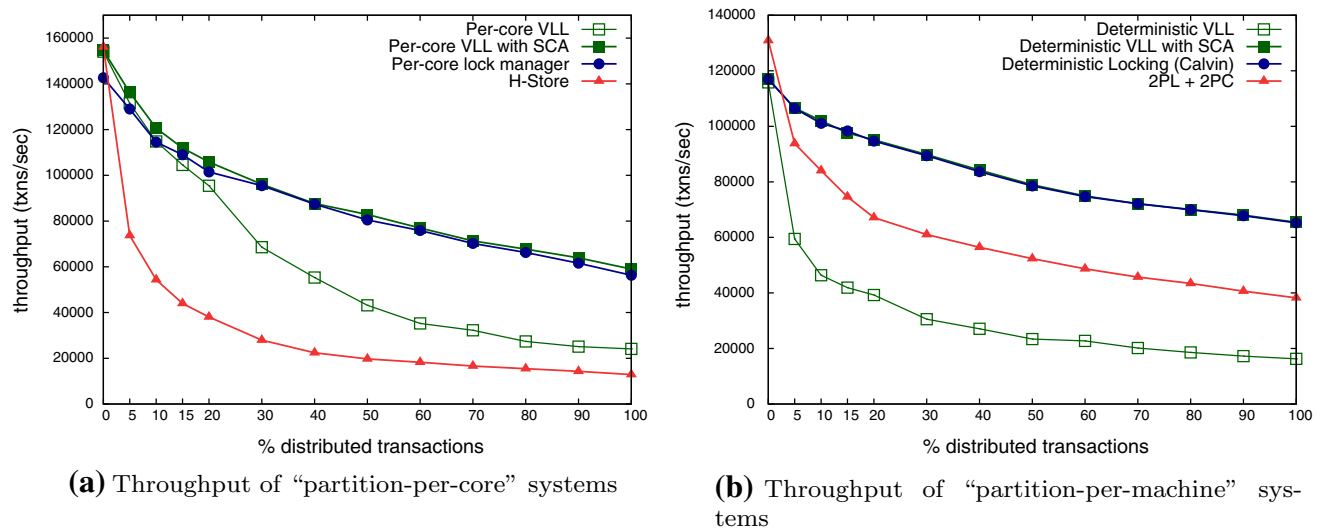 160000
140000
120000
100000
80000
60000
40000
20000
0
throughput (txns/sec)
Per-core VLL
Per-core VLL with SCA
Per-core lock manager
H-Store
0 5 10 15 20 30 40 50 60 70 80 90 100
% distributed transactions
(a) Throughput of “partition-per-core” systems
140000
120000
100000
80000
60000
40000
20000
0
throughput (txns/sec)
Deterministic VLL
Deterministic VLL with SCA
Deterministic Locking (Calvin)
2PL + 2PC
0 5 10 15 20 30 40 50 60 70 80 90 100
% distributed transactions
(b) Throughput of “partition-per-machine” sys-
tems